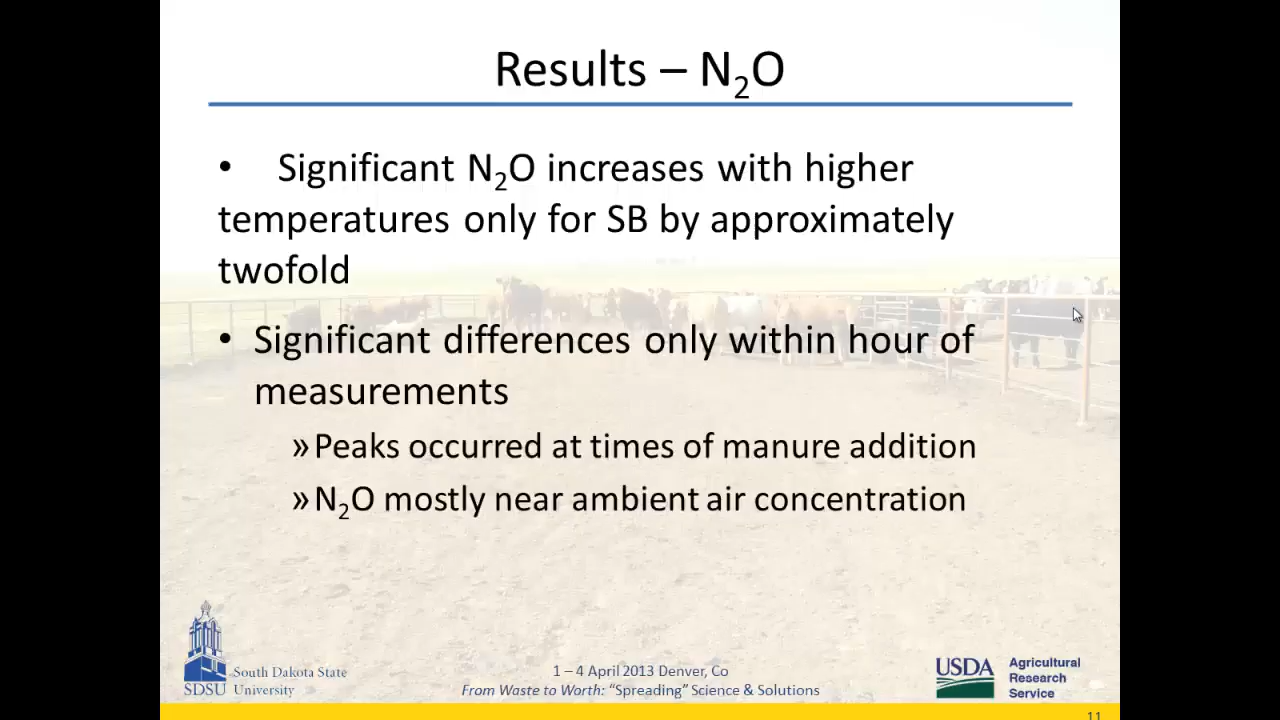 Results – N₂O
• Significant N₂O increases with higher
temperatures only for SB by approximately
twofold
• Significant differences only within hour of
measurements
» Peaks occurred at times of manure addition
» N₂O mostly near ambient air concentration
South Dakota State
SDSU University
1 – 4 April 2013 Denver, Co
From Waste to Worth: “Spreading” Science & Solutions
USDA
Agricultural
Research
Service
11